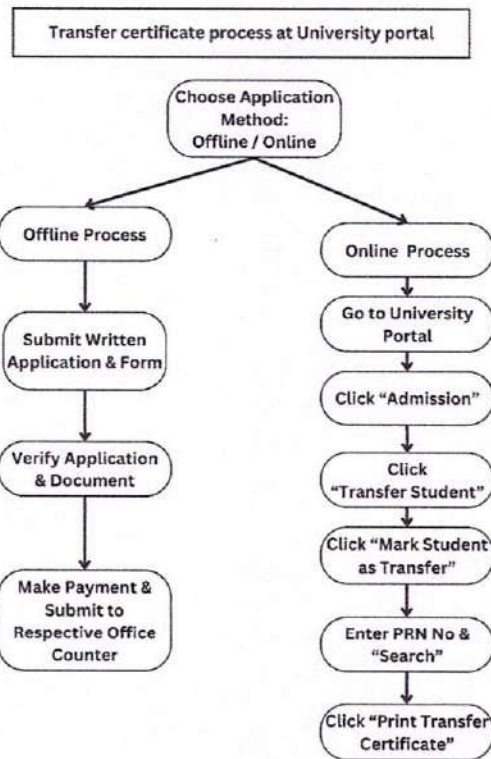 Transfer certificate process at University portal
Choose Application
Method:
Offline / Online
Offline Process
Submit Written
Application & Form
Verify Application
& Document
Make Payment &
Submit to
Respective Office
Counter
Online Process
Go to University
Portal
Click “Admission”
Click
“Transfer Student”
Click “Mark Student
as Transfer”
Enter PRN No &
“Search”
Click “Print Transfer
Certificate”